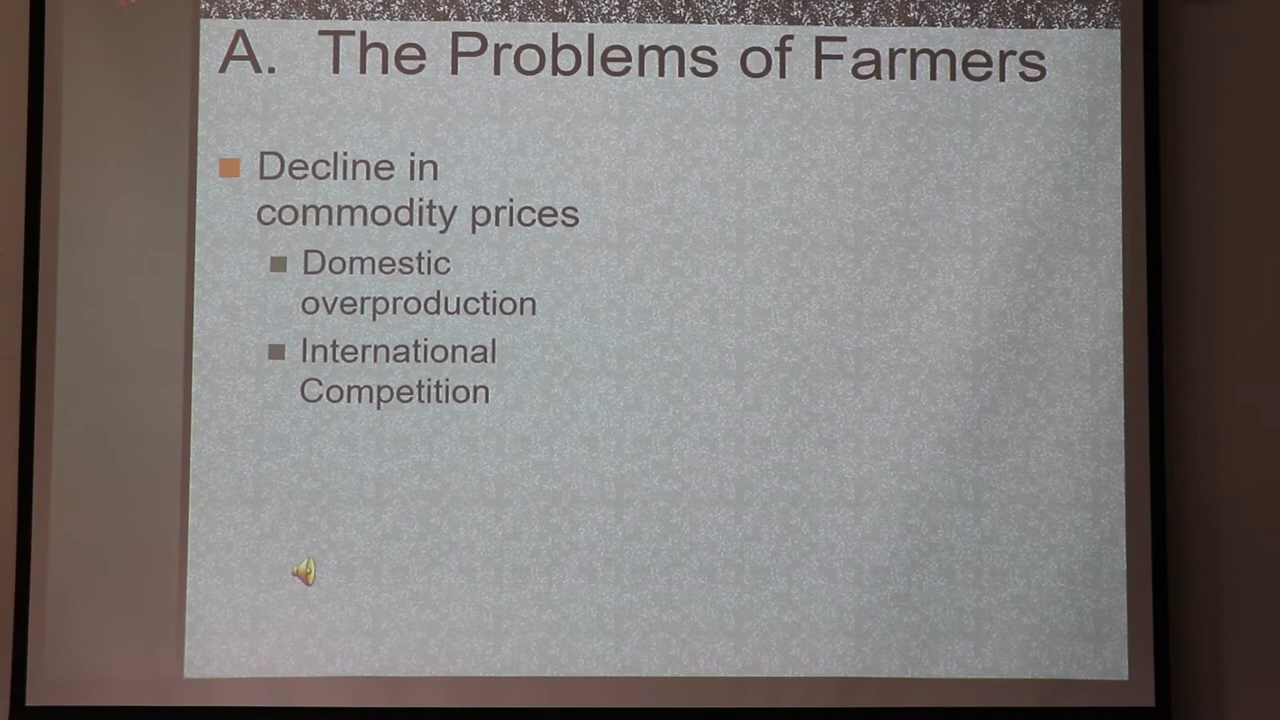 A. The Problems of Farmers
Decline in
commodity prices
Domestic
overproduction
International
Competition